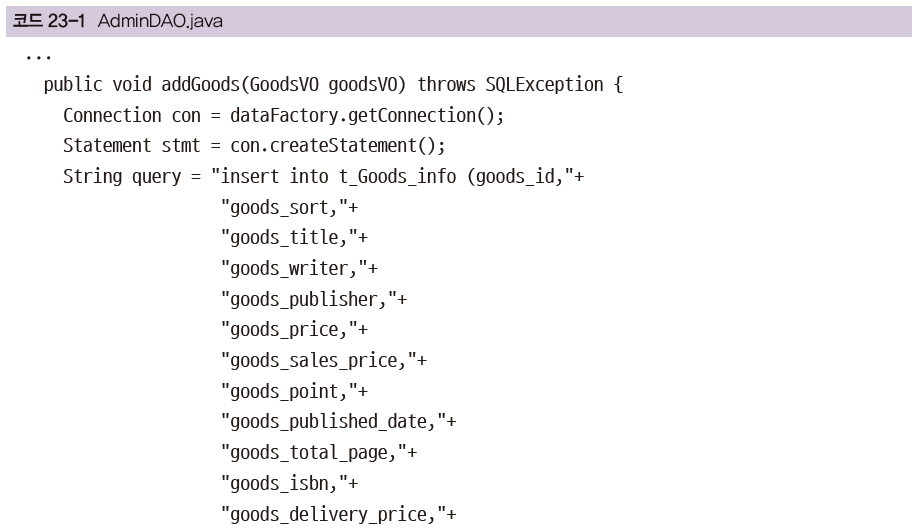 코드 23-1 AdminDAO.java
...
public void addGoods(GoodsVO goodsVO) throws SQLException {
Connection con = dataFactory.getConnection();
Statement stmt = con.createStatement();
String query = "insert into t_Goods_info (goods_id,"+
"goods_sort,"+
"goods_title,"+
"goods_writer,"+
"goods_publisher,"+
"goods_price,"+
"goods_sales_price,"+
"goods_point,"+
"goods_published_date,"+
"goods_total_page,"+
"goods_isbn,"+
"goods_delivery_price,"+